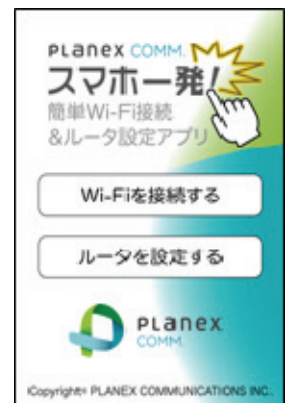 PLANEX COMM.
スマホ一発!
簡単Wi-Fi接続
&ルータ設定アプリ
Wi-Fiを接続する
ルータを設定する
PLANEX
COMM.
Copyright© PLANEX COMMUNICATIONS INC.